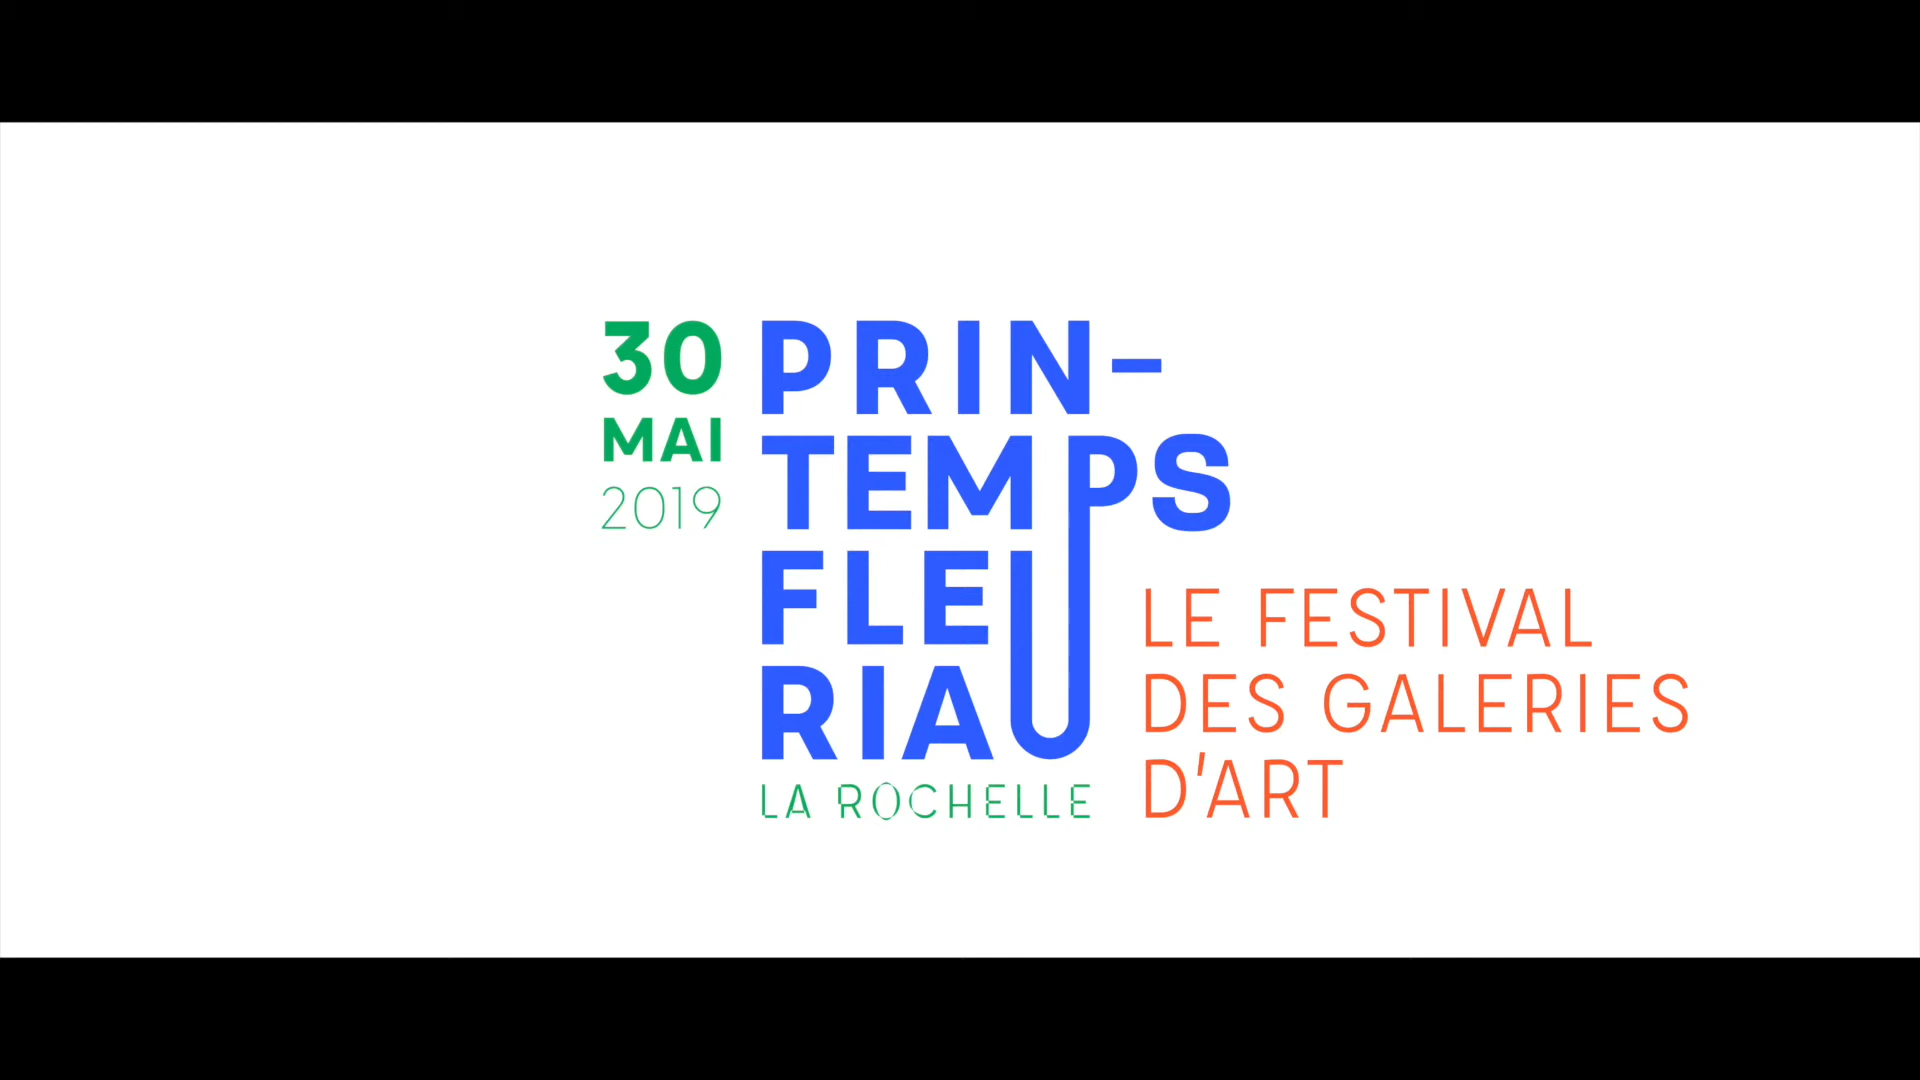 30
MAI
2019
PRIN-
TEMPS
FLEU
RIAU
LA ROCHELLE
LE FESTIVAL
DES GALERIES
D'ART